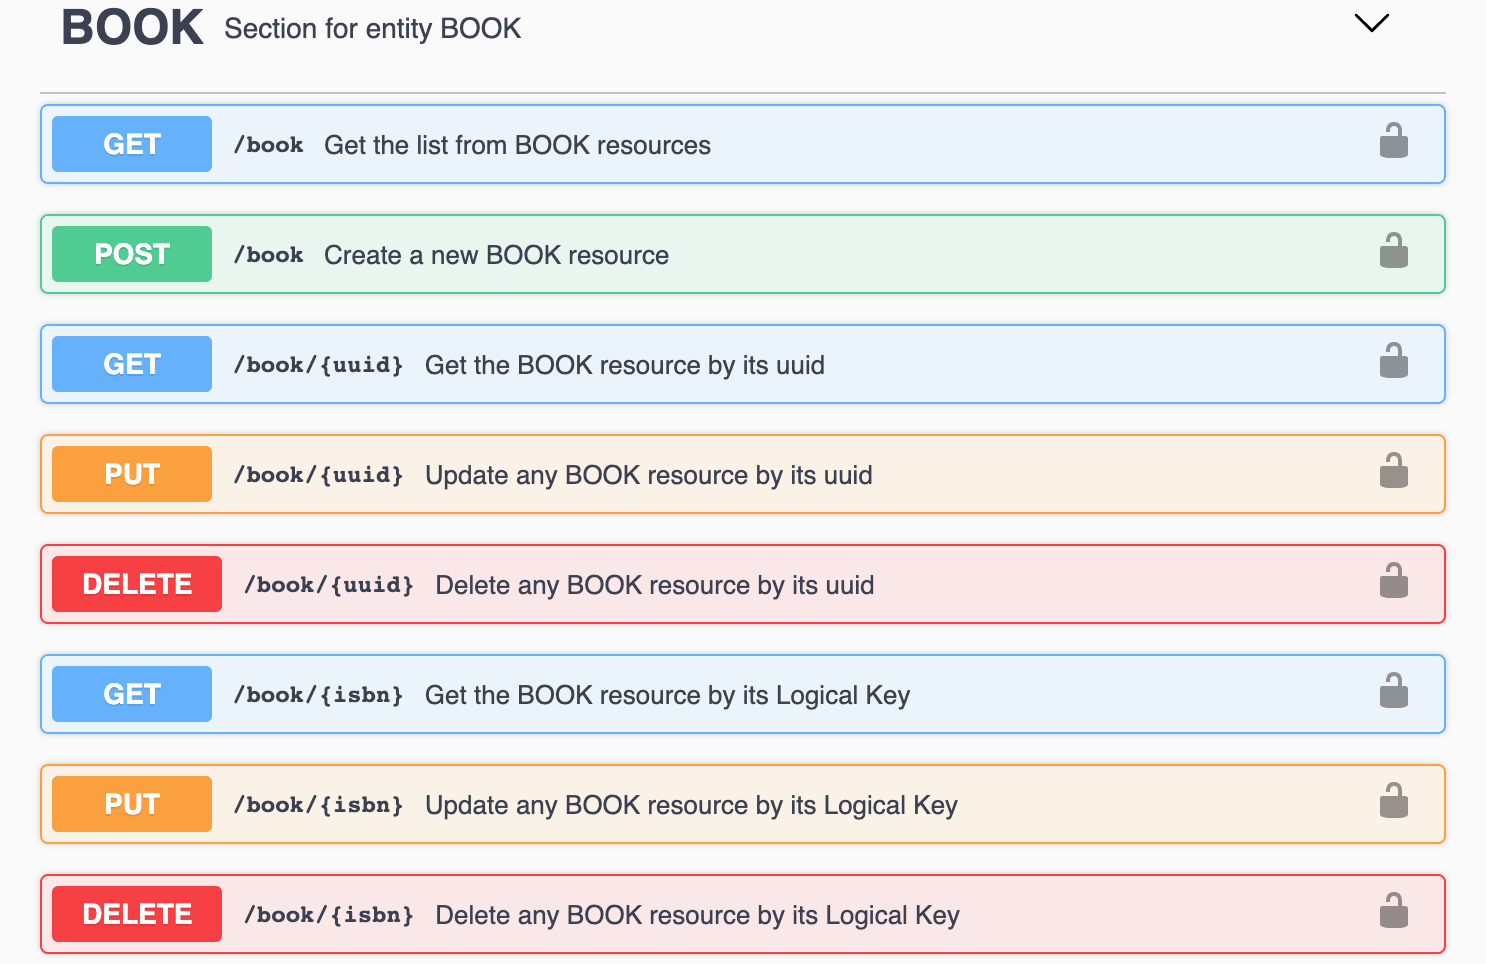 BOOK Section for entity BOOK
GET /book Get the list from BOOK resources
POST /book Create a new BOOK resource
GET /book/{uuid} Get the BOOK resource by its uuid
PUT /book/{uuid} Update any BOOK resource by its uuid
DELETE /book/{uuid} Delete any BOOK resource by its uuid
GET /book/{isbn} Get the BOOK resource by its Logical Key
PUT /book/{isbn} Update any BOOK resource by its Logical Key
DELETE /book/{isbn} Delete any BOOK resource by its Logical Key